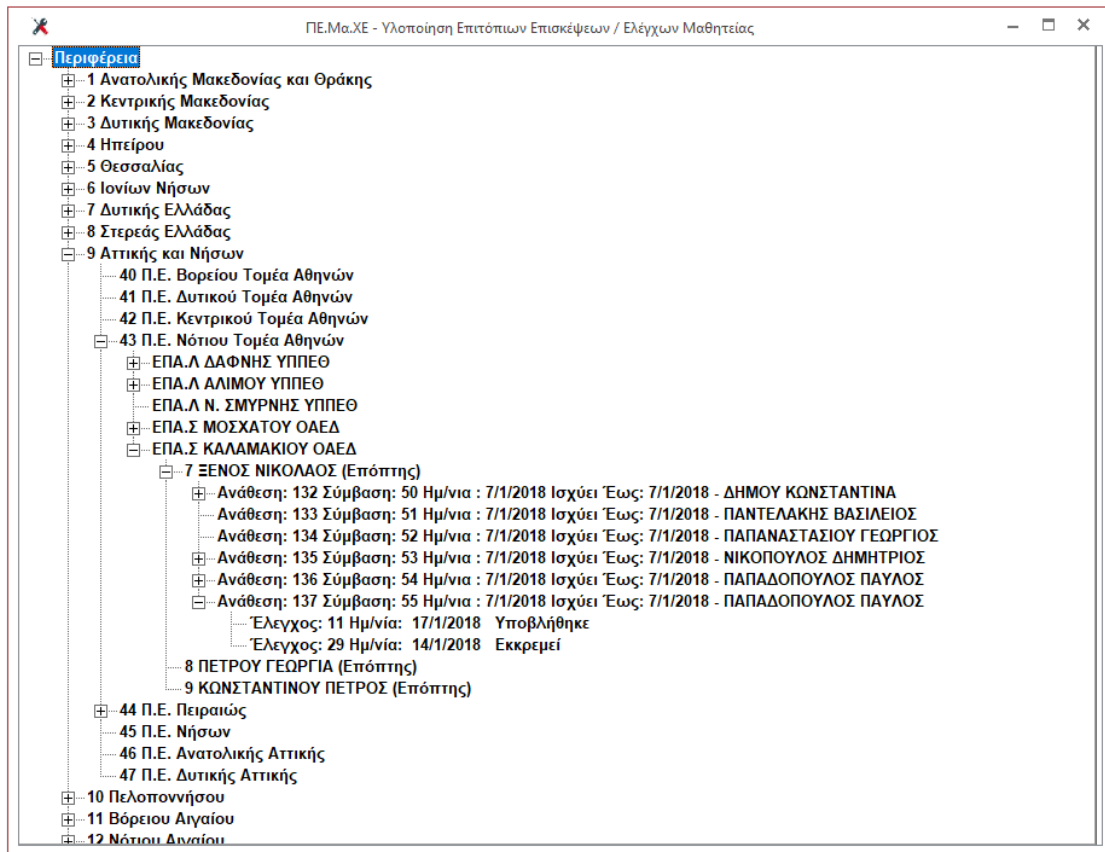 ΠΕ.Μα.ΧΕ - Υλοποίηση Επιτόπιων Επισκέψεων / Ελέγχων Μαθητείας
Περιφέρεια
1 Ανατολικής Μακεδονίας και Θράκης
2 Κεντρικής Μακεδονίας
3 Δυτικής Μακεδονίας
4 Ηπείρου
5 Θεσσαλίας
6 Ιονίων Νήσων
7 Δυτικής Ελλάδας
8 Στερεάς Ελλάδας
9 Αττικής και Νήσων
40 Π.Ε. Βορείου Τομέα Αθηνών
41 Π.Ε. Δυτικού Τομέα Αθηνών
42 Π.Ε. Κεντρικού Τομέα Αθηνών
43 Π.Ε. Νότιου Τομέα Αθηνών
ΕΠΑ.Λ ΔΑΦΝΗΣ ΥΠΠΕΘ
ΕΠΑ.Λ ΑΛΙΜΟΥ ΥΠΠΕΘ
ΕΠΑ.Λ Ν. ΣΜΥΡΝΗΣ ΥΠΠΕΘ
ΕΠΑ.Σ ΜΟΣΧΑΤΟΥ ΟΑΕΔ
ΕΠΑ.Σ ΚΑΛΑΜΑΚΙΟΥ ΟΑΕΔ
7 ΞΕΝΟΣ ΝΙΚΟΛΑΟΣ (Επόπτης)
Ανάθεση: 132 Σύμβαση: 50 Ημ/νια : 7/1/2018 Ισχύει Έως: 7/1/2018 - ΔΗΜΟΥ ΚΩΝΣΤΑΝΤΙΝΑ
Ανάθεση: 133 Σύμβαση: 51 Ημ/νια : 7/1/2018 Ισχύει Έως: 7/1/2018 - ΠΑΝΤΕΛΑΚΗΣ ΒΑΣΙΛΕΙΟΣ
Ανάθεση: 134 Σύμβαση: 52 Ημ/νια : 7/1/2018 Ισχύει Έως: 7/1/2018 - ΠΑΠΑΝΑΣΤΑΣΙΟΥ ΓΕΩΡΓΙΟΣ
Ανάθεση: 135 Σύμβαση: 53 Ημ/νια : 7/1/2018 Ισχύει Έως: 7/1/2018 - ΝΙΚΟΠΟΥΛΟΣ ΔΗΜΗΤΡΙΟΣ
Ανάθεση: 136 Σύμβαση: 54 Ημ/νια : 7/1/2018 Ισχύει Έως: 7/1/2018 - ΠΑΠΑΔΟΠΟΥΛΟΣ ΠΑΥΛΟΣ
Ανάθεση: 137 Σύμβαση: 55 Ημ/νια : 7/1/2018 Ισχύει Έως: 7/1/2018 - ΠΑΠΑΔΟΠΟΥΛΟΣ ΠΑΥΛΟΣ
Έλεγχος: 11 Ημ/νία: 17/1/2018 Υποβλήθηκε
Έλεγχος: 29 Ημ/νία: 14/1/2018 Εκκρεμεί
8 ΠΕΤΡΟΥ ΓΕΩΡΓΙΑ (Επόπτης)
9 ΚΩΝΣΤΑΝΤΙΝΟΥ ΠΕΤΡΟΣ (Επόπτης)
44 Π.Ε. Πειραιώς
45 Π.Ε. Νήσων
46 Π.Ε. Ανατολικής Αττικής
47 Π.Ε. Δυτικής Αττικής
10 Πελοποννήσου
11 Βόρειου Αιγαίου
12 Νότιου Αιγαίου